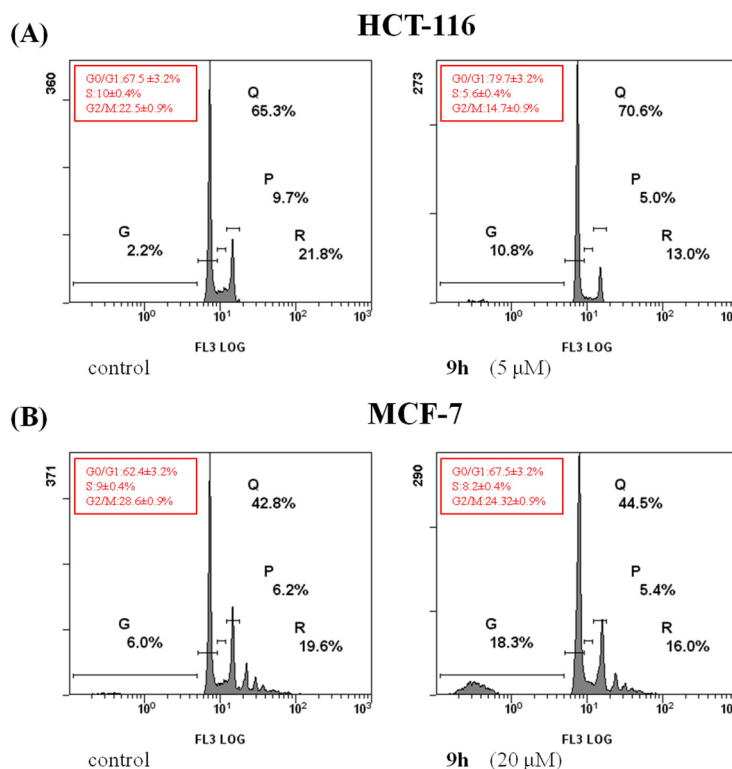 HCT-116
(A)
360
G0/G1:67.5 ±3.2%
S:10±0.4%
G2/M:22.5±0.9%
Q
65.3%
P
9.7%
G
2.2%
R
21.8%
10^0 10^1 10^2 10^3
FL3 LOG
control
273
G0/G1:79.7±3.2%
S:5.6±0.4%
G2/M:14.7±0.9%
Q
70.6%
P
5.0%
G
10.8%
R
13.0%
10^0 10^1 10^2 10
FL3 LOG
9h (5 μM)
MCF-7
(B)
371
G0/G1:62.4±3.2%
S:9±0.4%
G2/M:28.6±0.9%
Q
42.8%
P
6.2%
G
6.0%
R
19.6%
10^0 10^1 10^2 10^3
FL3 LOG
control
290
G0/G1:67.5±3.2%
S:8.2±0.4%
G2/M:24.32±0.9%
Q
44.5%
P
5.4%
G
18.3%
R
16.0%
10^0 10^1 10^2 10
FL3 LOG
9h (20 μM)